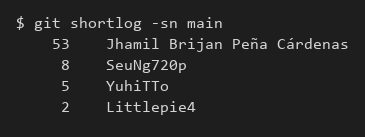 $ git shortlog -sn main
53 Jhamil Brijan Peña Cárdenas
8 SeuNg720p
5 YuhiTTo
2 Littlepie4